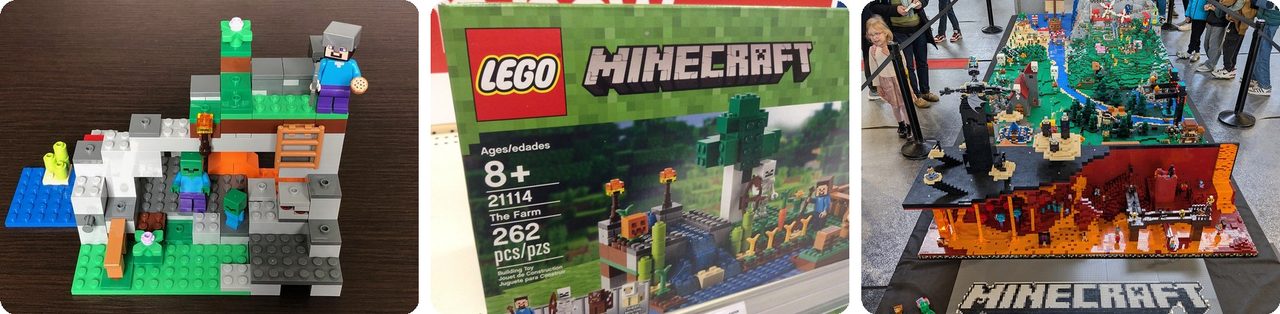 LEGO
MINECRAFT
Ages/edades
8+
21114
The Farm
262
pcs/pzs
Building Toy
Jouet de Construction
Juguete para Construir
MINECRAFT